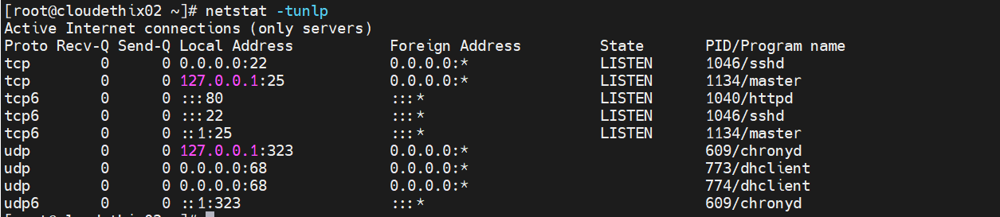 [root@cloudethix02 ~]# netstat -tunlp
Active Internet connections (only servers)
Proto Recv-Q Send-Q Local Address           Foreign Address         State       PID/Program name
tcp        0      0 0.0.0.0:22              0.0.0.0:*               LISTEN      1046/sshd
tcp        0      0 127.0.0.1:25            0.0.0.0:*               LISTEN      1134/master
tcp6       0      0 :::80                   :::*                    LISTEN      1040/httpd
tcp6       0      0 :::22                   :::*                    LISTEN      1046/sshd
tcp6       0      0 ::1:25                  :::*                    LISTEN      1134/master
udp        0      0 127.0.0.1:323           0.0.0.0:*                           609/chronyd
udp        0      0 0.0.0.0:68              0.0.0.0:*                           773/dhclient
udp        0      0 0.0.0.0:68              0.0.0.0:*                           774/dhclient
udp6       0      0 ::1:323                 :::*                                609/chronyd
[root@cloudethix02 ~]#